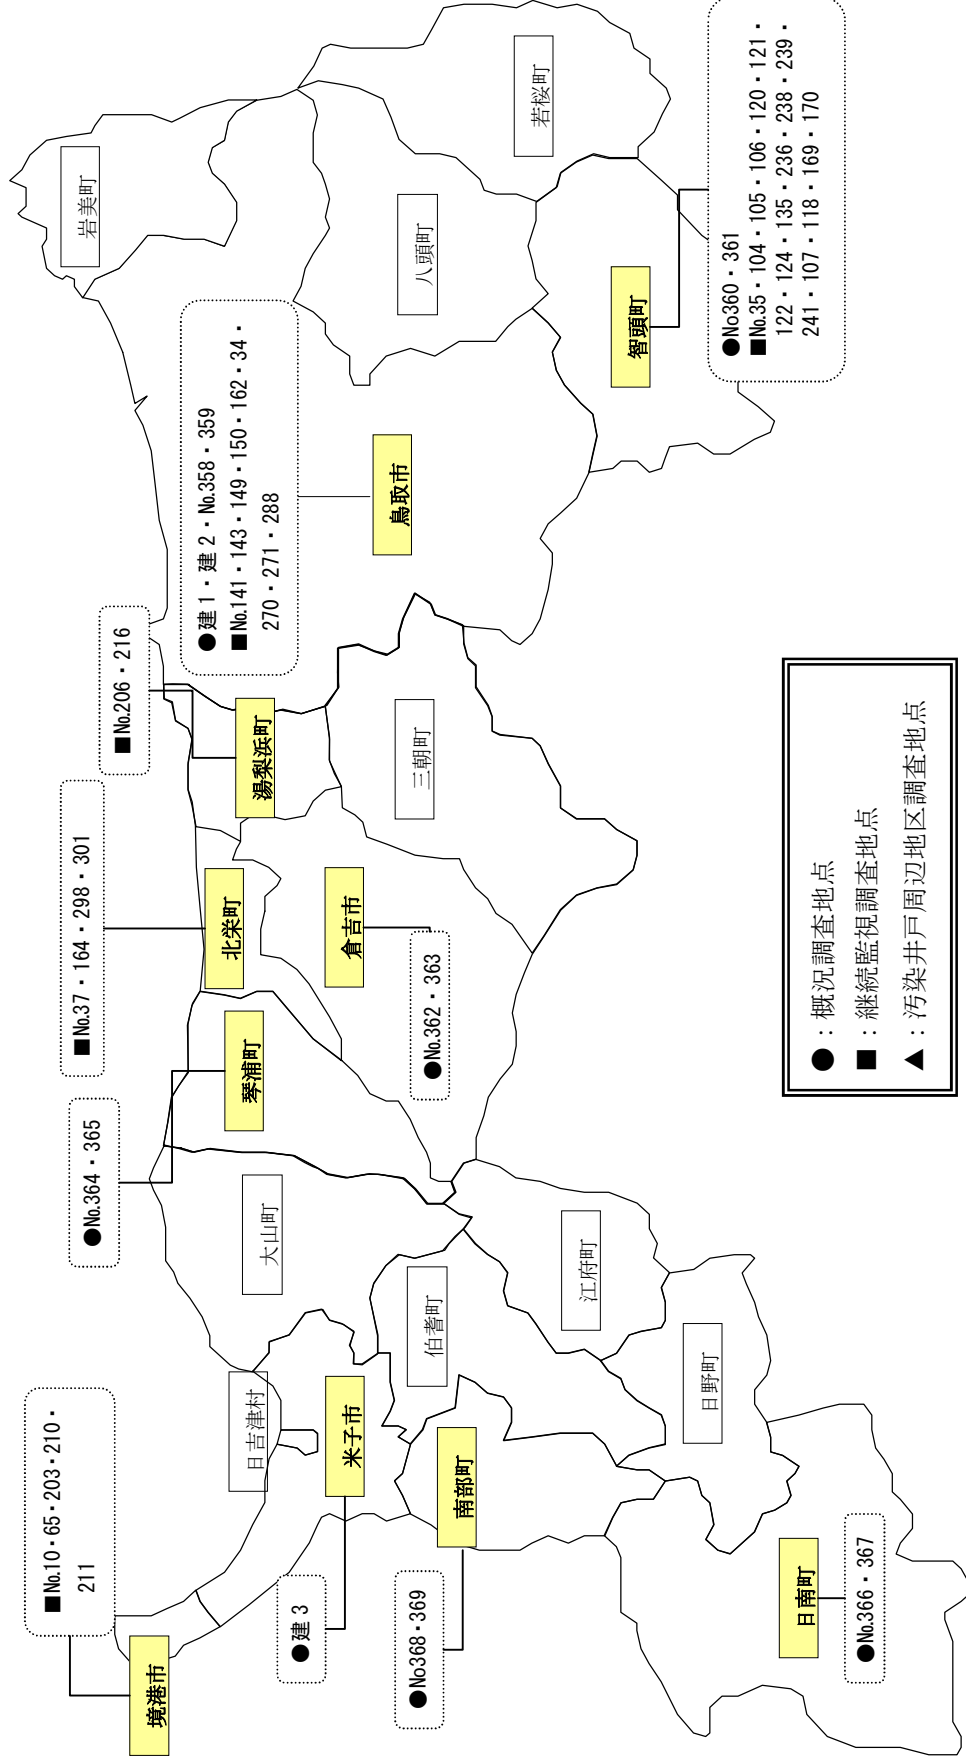 ■No.10・65・203・210・
211
境港市
●建 3
米子市
日吉津村
●No368・369
南部町
●No.366・367
日南町
日野町
江府町
伯耆町
大山町
●No.364・365
琴浦町
■No.37・164・298・301
北栄町
●No.362・363
倉吉市
■No.206・216
湯梨浜町
三朝町
●建 1・建 2・No.358・359
■No.141・143・149・150・162・34・
270・271・288
鳥取市
岩美町
八頭町
若桜町
智頭町
●No360・361
■No.35・104・105・106・120・121・
122・124・135・236・238・239・
241・107・118・169・170
●：概況調査地点
■：継続監視調査地点
▲：汚染井戸周辺地区調査地点